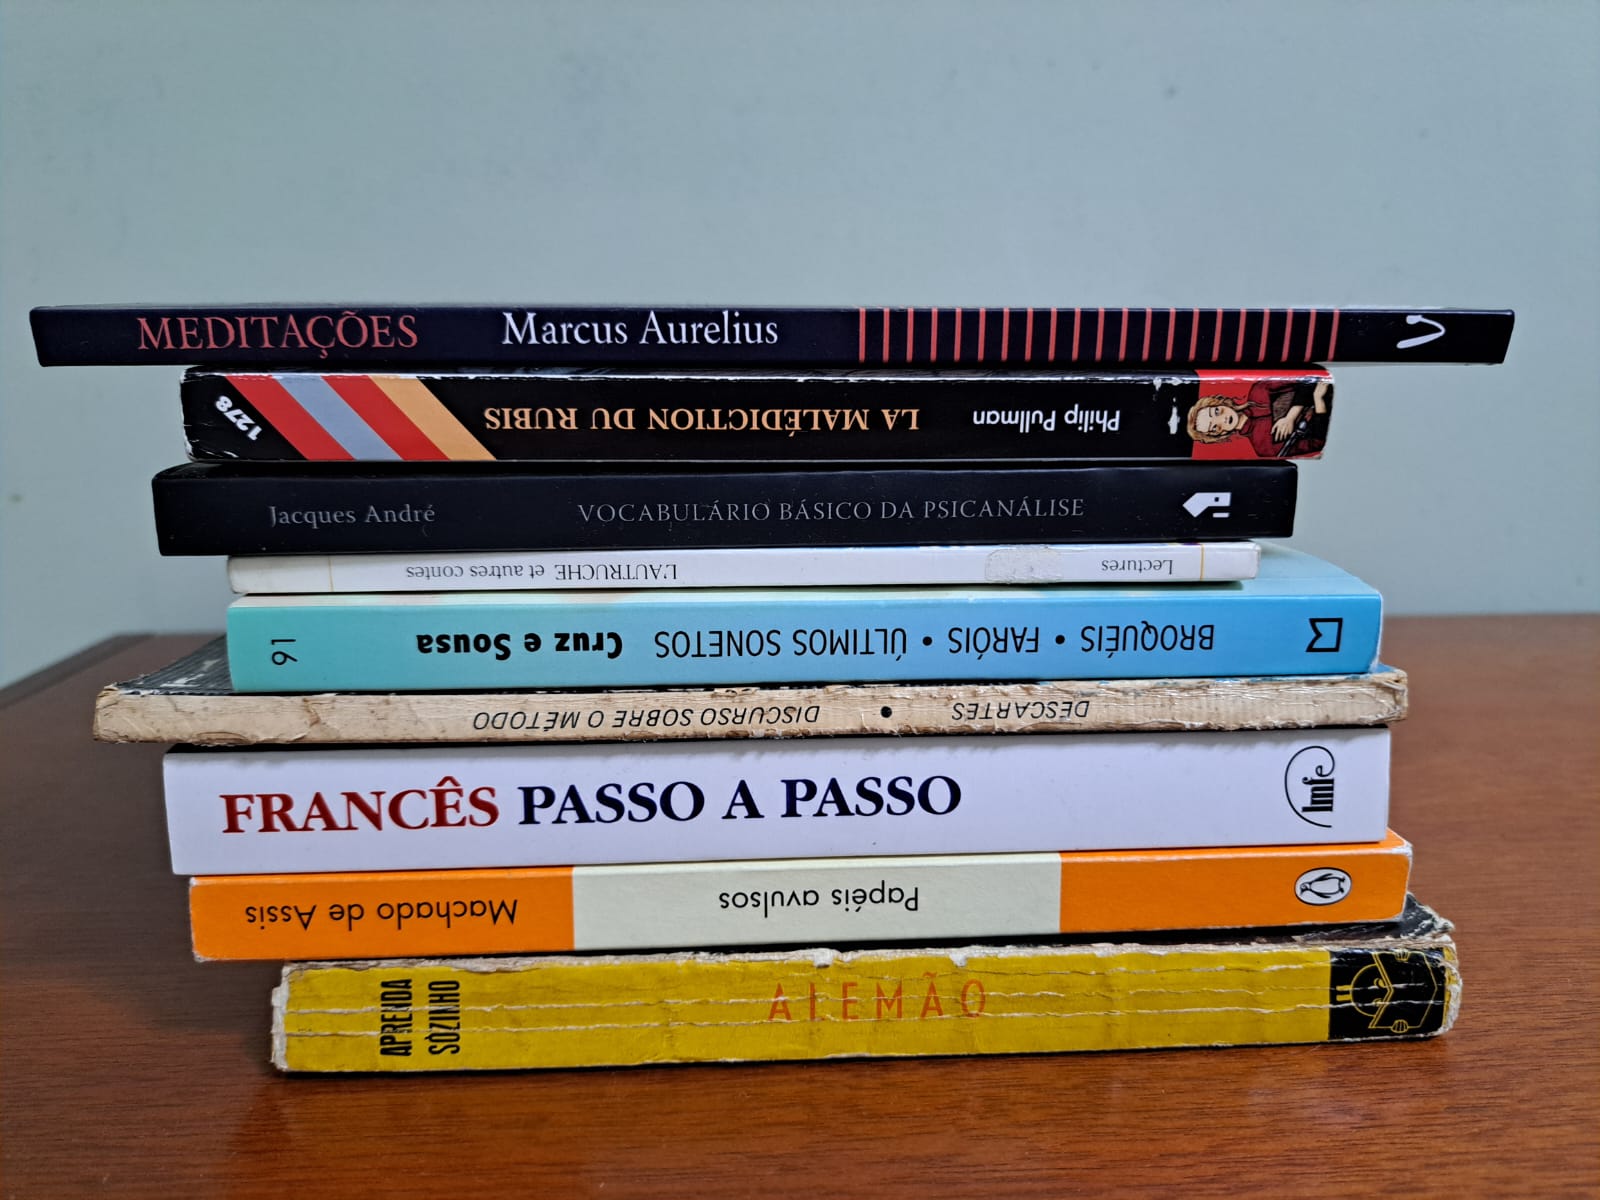 MEDITAÇÕES Marcus Aurelius
Philip Pullman LA MALÉDICTION DU RUBIS 1278
Jacques André VOCABULÁRIO BÁSICO DA PSICANÁLISE
Lectures L'AUTRUCHE et autres contes
BROQUÉIS • FARÓIS • ÚLTIMOS SONETOS Cruz e Sousa 91
DESCARTES • DISCURSO SOBRE O MÉTODO
FRANCÊS PASSO A PASSO wmfe
Papéis avulsos Machado de Assis
APRENDA
SÒZINHO
ALEMÃO